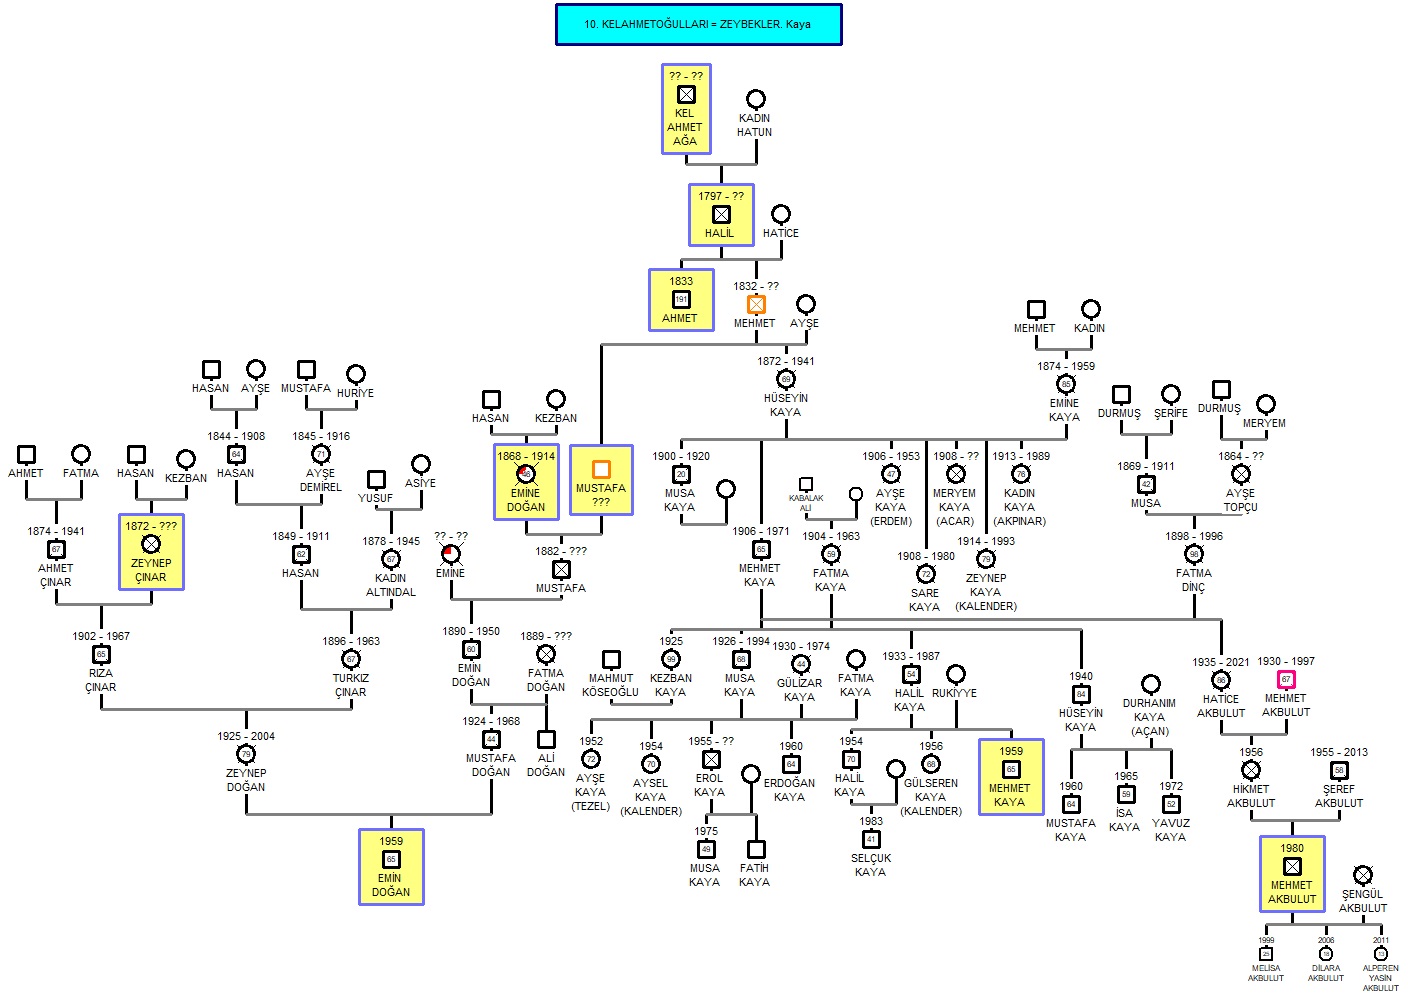 10. KELAHMETOĞULLARI = ZEYBEKLER. Kaya
?? - ??
KEL
AHMET
AĞA
KADIN
HATUN
1797 - ??
HALİL
HATİCE
1833
191
AHMET
1832 - ??
MEHMET
AYŞE
1872 - 1941
69
HÜSEYİN
KAYA
MEHMET
KADIN
1874 - 1959
85
EMİNE
KAYA
HASAN
AYŞE
MUSTAFA
HURİYE
1844 - 1908
64
HASAN
1845 - 1916
71
AYŞE
DEMİREL
AHMET
FATMA
HASAN
KEZBAN
YUSUF
ASİYE
1874 - 1941
67
AHMET
ÇINAR
1872 - ???
ZEYNEP
ÇINAR
1849 - 1911
62
HASAN
1878 - 1945
67
KADIN
ALTINDAL
HASAN
KEZBAN
1868 - 1914
46
EMİNE
DOĞAN
MUSTAFA
???
?? - ??
EMİNE
1882 - ???
MUSTAFA
1900 - 1920
20
MUSA
KAYA
1906 - 1971
65
MEHMET
KAYA
KABALAK
ALİ
1904 - 1963
59
FATMA
KAYA
1906 - 1953
47
AYŞE
KAYA
(ERDEM)
1908 - ??
MERYEM
KAYA
(ACAR)
1913 - 1989
76
KADIN
KAYA
(AKPINAR)
1908 - 1980
72
SARE
KAYA
1914 - 1993
79
ZEYNEP
KAYA
(KALENDER)
DURMUŞ
ŞERİFE
DURMUŞ
MERYEM
1869 - 1911
42
MUSA
1864 - ??
AYŞE
TOPÇU
1898 - 1996
98
FATMA
DİNÇ
1902 - 1967
65
RIZA
ÇINAR
1896 - 1963
67
TURKIZ
ÇINAR
1890 - 1950
60
EMIN
DOĞAN
1889 - ???
FATMA
DOĞAN
MAHMUT
KÖSEOĞLU
1925
99
KEZBAN
KAYA
1926 - 1994
68
MUSA
KAYA
1930 - 1974
44
GÜLİZAR
KAYA
FATMA
KAYA
1933 - 1987
54
HALİL
KAYA
RUKİYYE
1940
84
HÜSEYİN
KAYA
DURHANIM
KAYA
(AÇAN)
1935 - 2021
86
HATİCE
AKBULUT
1930 - 1997
67
MEHMET
AKBULUT
1925 - 2004
79
ZEYNEP
DOĞAN
1924 - 1968
44
MUSTAFA
DOĞAN
ALİ
DOĞAN
1952
72
AYŞE
KAYA
(TEZEL)
1954
70
AYSEL
KAYA
(KALENDER)
1955 - ??
EROL
KAYA
1960
64
ERDOĞAN
KAYA
1954
70
HALİL
KAYA
1956
68
GÜLSEREN
KAYA
(KALENDER)
1959
65
MEHMET
KAYA
1960
64
MUSTAFA
KAYA
1965
59
İSA
KAYA
1972
52
YAVUZ
KAYA
1956
HİKMET
AKBULUT
1955 - 2013
58
ŞEREF
AKBULUT
1959
65
EMİN
DOĞAN
1975
49
MUSA
KAYA
FATİH
KAYA
1983
41
SELÇUK
KAYA
1980
MEHMET
AKBULUT
ŞENGÜL
AKBULUT
1999
25
MELİSA
AKBULUT
2006
18
DİLARA
AKBULUT
2011
13
ALPEREN
YASİN
AKBULUT